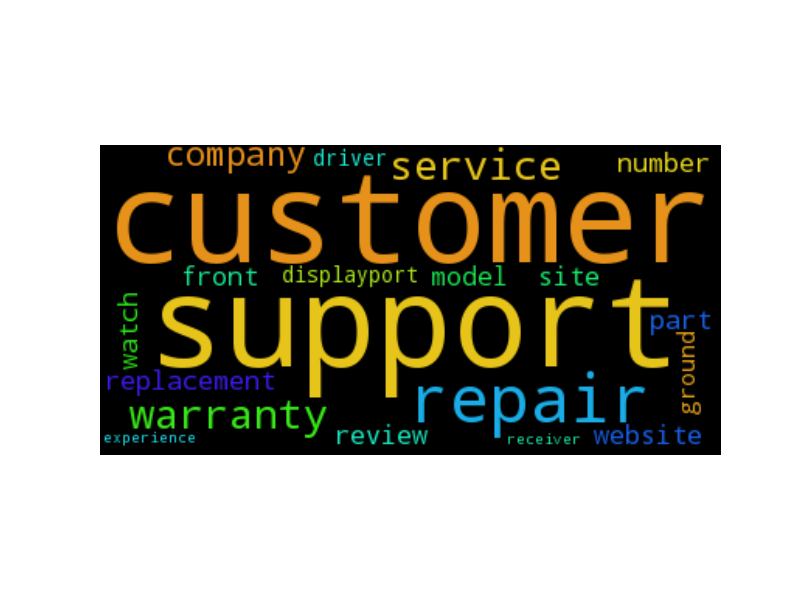 company driver service number
customer
front displayport model site
support
watch
part
ground
replacement
repair
warranty
review
website
experience
receiver